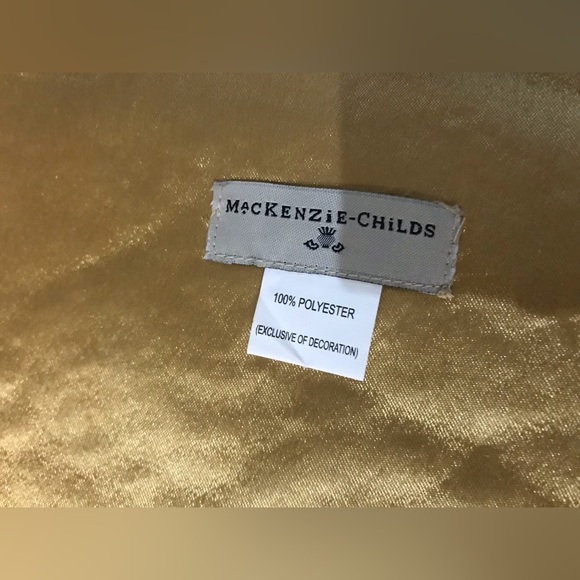 MACKENZiE-CHiLDS
100% POLYESTER
(EXCLUSIVE OF DECORATION)